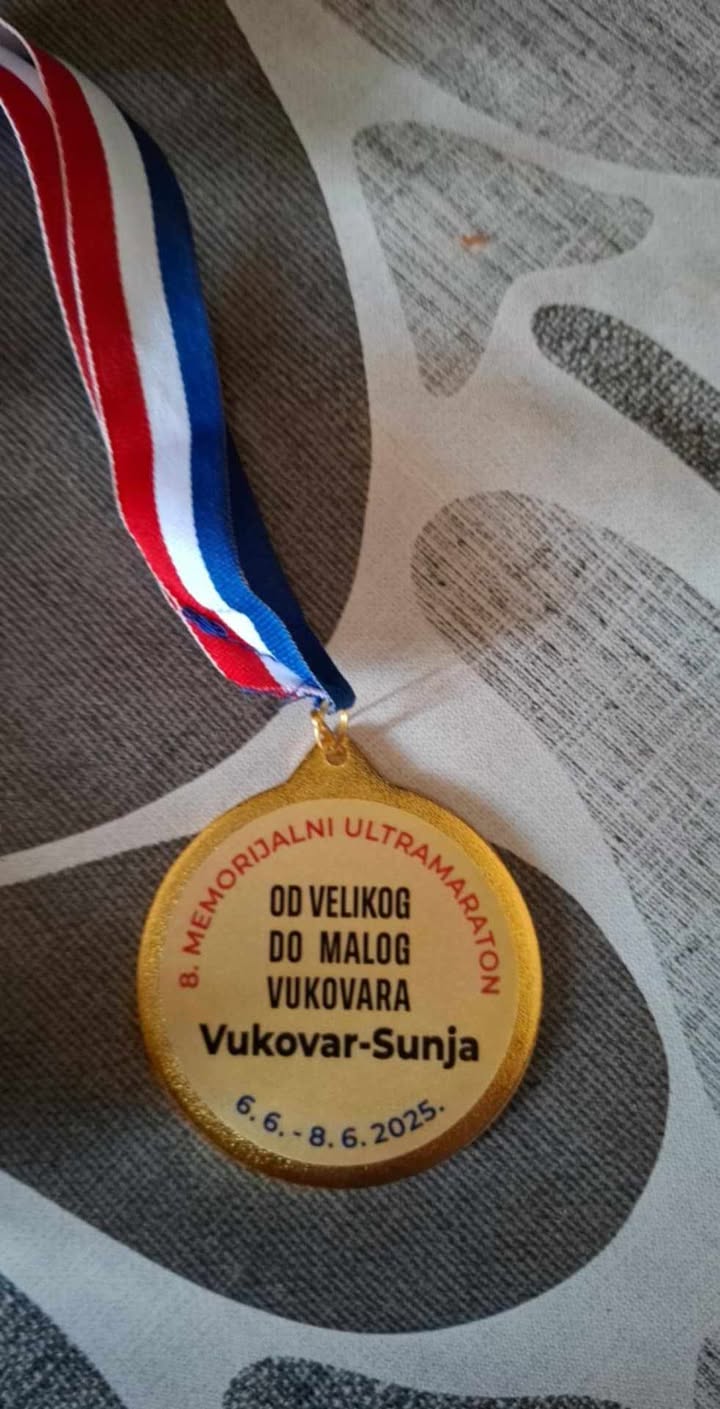 8. MEMORIJALNI ULTRAMARATON
OD VELIKOG
DO MALOG
VUKOVARA
Vukovar-Sunja
6.6.-8.6.2025.